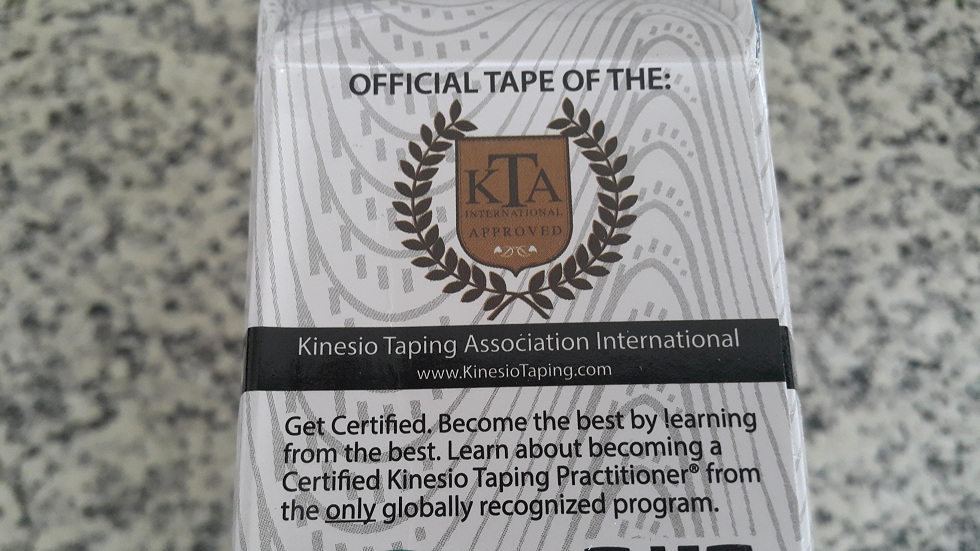 OFFICIAL TAPE OF THE:
KTA
INTERNATIONAL
APPROVED
Kinesio Taping Association International
www.KinesioTaping.com
Get Certified. Become the best by learning
from the best. Learn about becoming a
Certified Kinesio Taping Practitioner® from
the only globally recognized program.